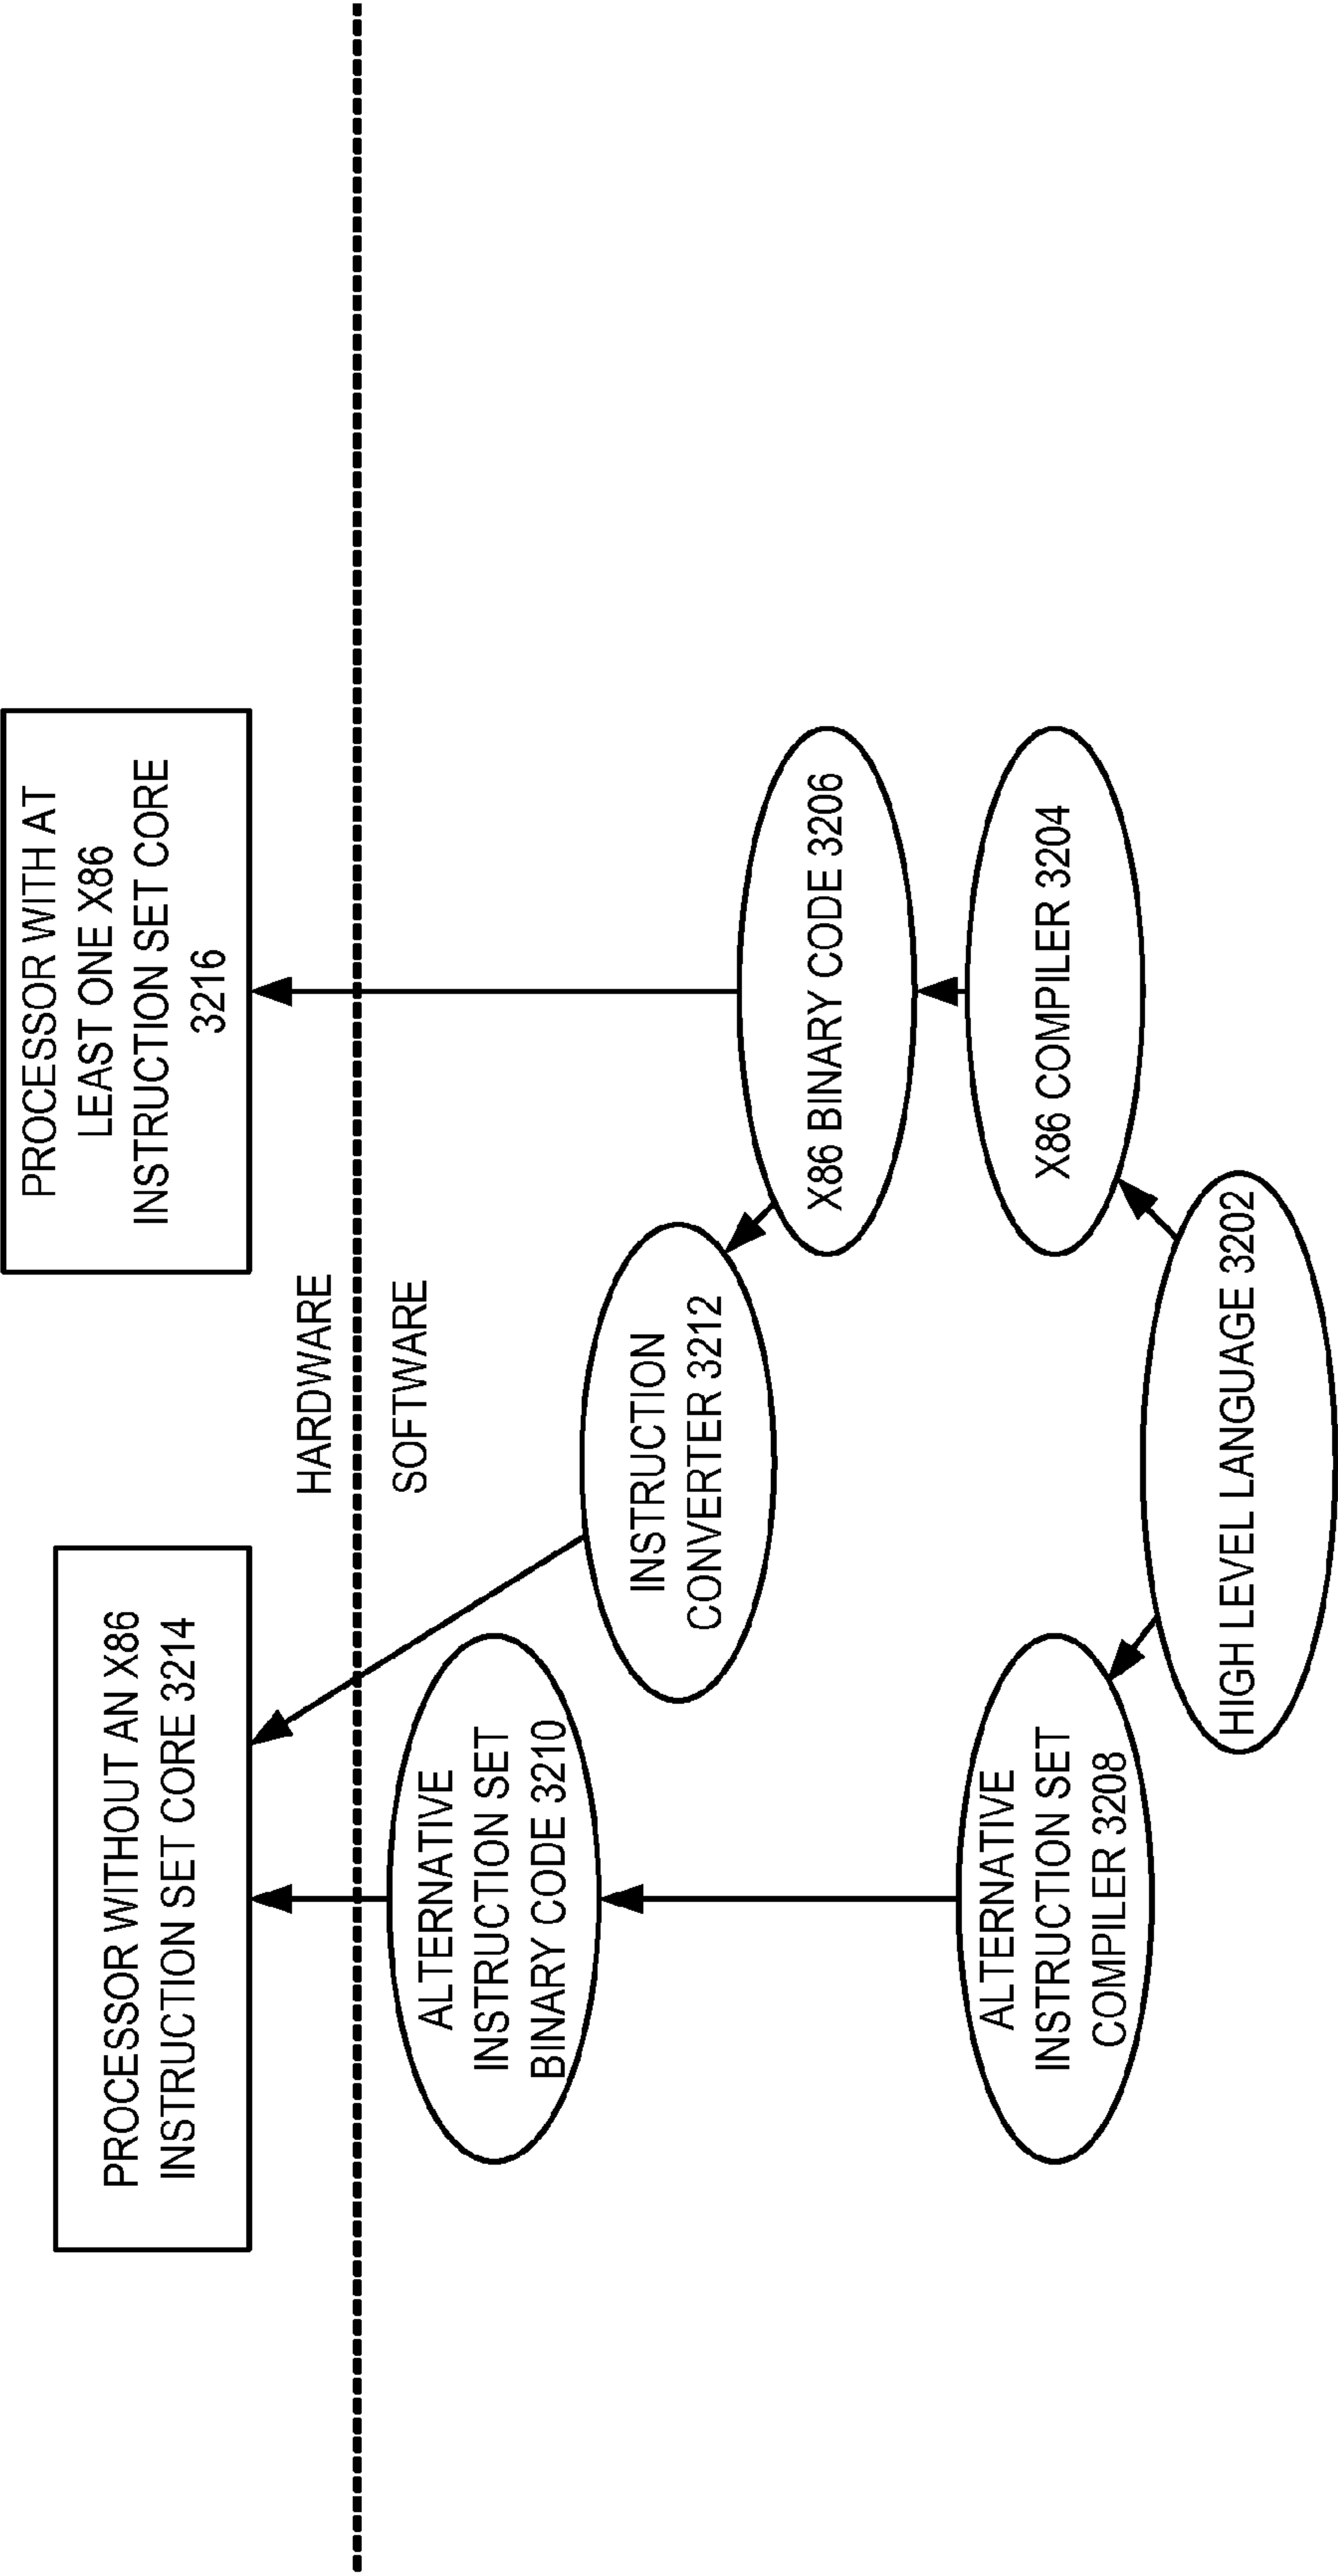 PROCESSOR WITHOUT AN X86
INSTRUCTION SET CORE 3214
PROCESSOR WITH AT
LEAST ONE X86
INSTRUCTION SET CORE
3216
HARDWARE
SOFTWARE
ALTERNATIVE
INSTRUCTION SET
BINARY CODE 3210
INSTRUCTION
CONVERTER 3212
X86 BINARY CODE 3206
ALTERNATIVE
INSTRUCTION SET
COMPILER 3208
X86 COMPILER 3204
HIGH LEVEL LANGUAGE 3202